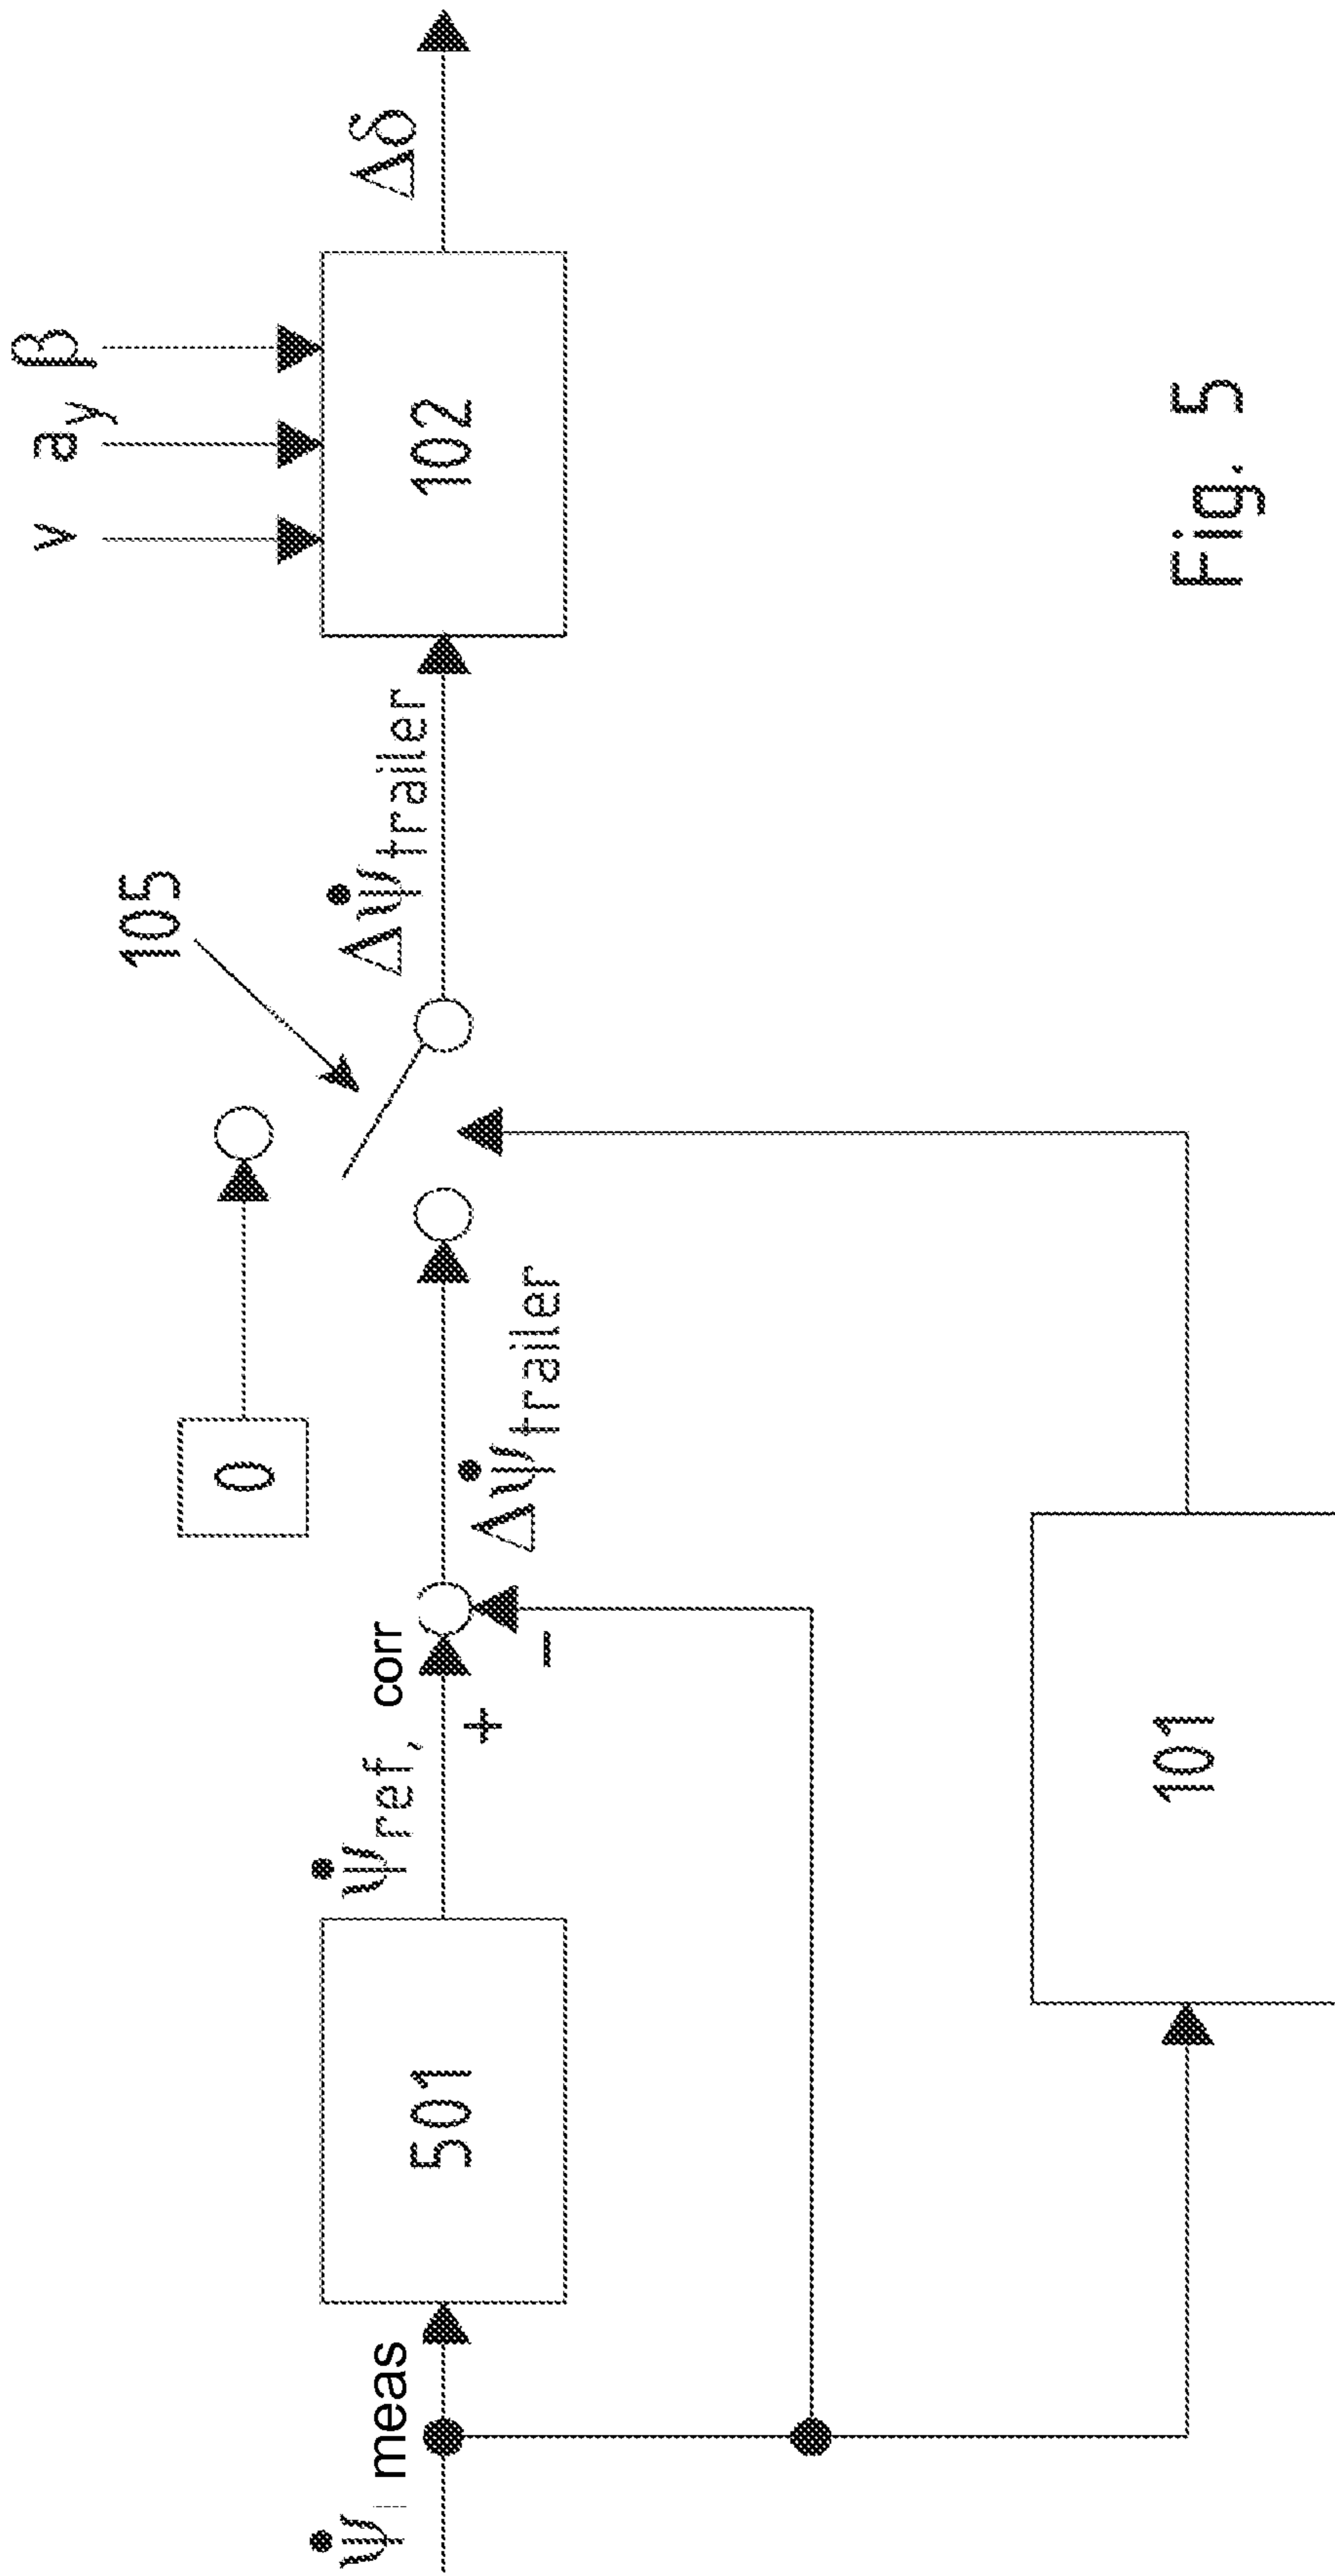 ψ̇ meas
501
ψ̇ref, corr
+
−
Δψ̇trailer
0
105
Δψ̇trailer
v ay β
102
Δδ
101
Fig. 5